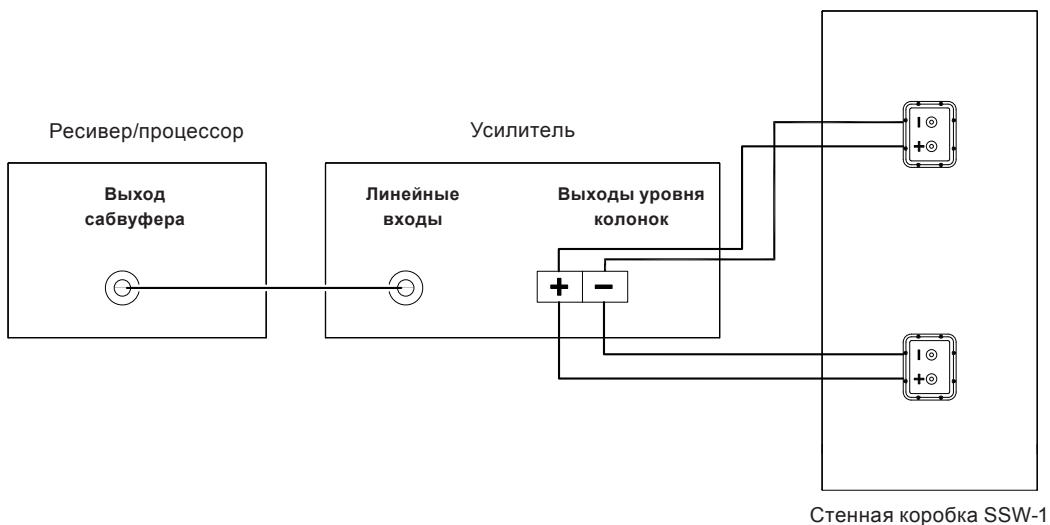 Ресивер/процессор
Выход
сабвуфера
Усилитель
Линейные
входы
Выходы уровня
колонок
+ −
− +
− +
Стенная коробка SSW-1